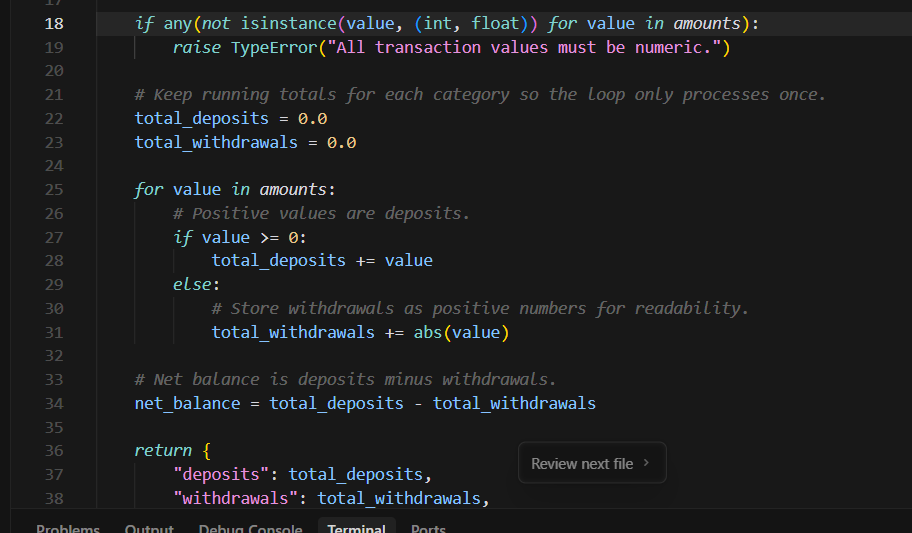 17
18 if any(not isinstance(value, (int, float)) for value in amounts):
19 raise TypeError("All transaction values must be numeric.")
20
21 # Keep running totals for each category so the loop only processes once.
22 total_deposits = 0.0
23 total_withdrawals = 0.0
24
25 for value in amounts:
26 # Positive values are deposits.
27 if value >= 0:
28 total_deposits += value
29 else:
30 # Store withdrawals as positive numbers for readability.
31 total_withdrawals += abs(value)
32
33 # Net balance is deposits minus withdrawals.
34 net_balance = total_deposits - total_withdrawals
35
36 return {
37 "deposits": total_deposits,
Review next file >
38 "withdrawals": total_withdrawals,
Problems Output Debug Console Terminal Ports